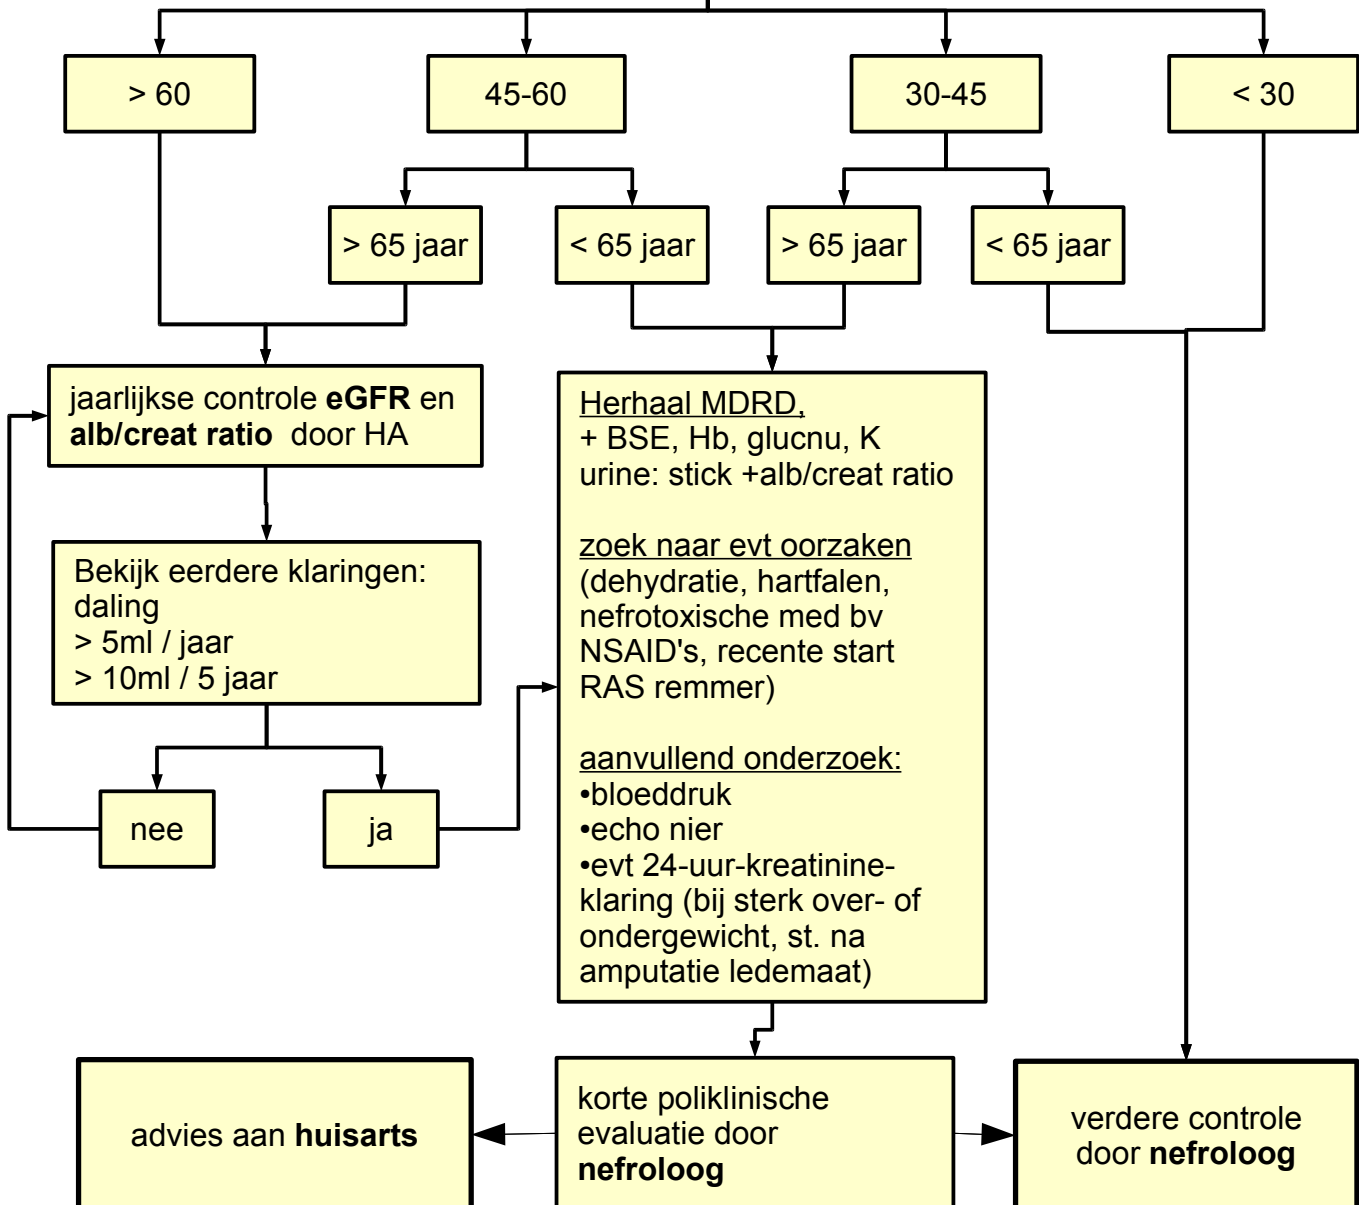 > 60
45-60
30-45
< 30
> 65 jaar
< 65 jaar
> 65 jaar
< 65 jaar
jaarlijkse controle eGFR en
alb/creat ratio door HA
Bekijk eerdere klaringen:
daling
> 5ml / jaar
> 10ml / 5 jaar
nee
ja
Herhaal MDRD,
+ BSE, Hb, glucnu, K
urine: stick +alb/creat ratio
zoek naar evt oorzaken
(dehydratie, hartfalen,
nefrotoxische med bv
NSAID's, recente start
RAS remmer)
aanvullend onderzoek:
•bloeddruk
•echo nier
•evt 24-uur-kreatinine-
klaring (bij sterk over- of
ondergewicht, st. na
amputatie ledemaat)
advies aan huisarts
korte poliklinische
evaluatie door
nefroloog
verdere controle
door nefroloog